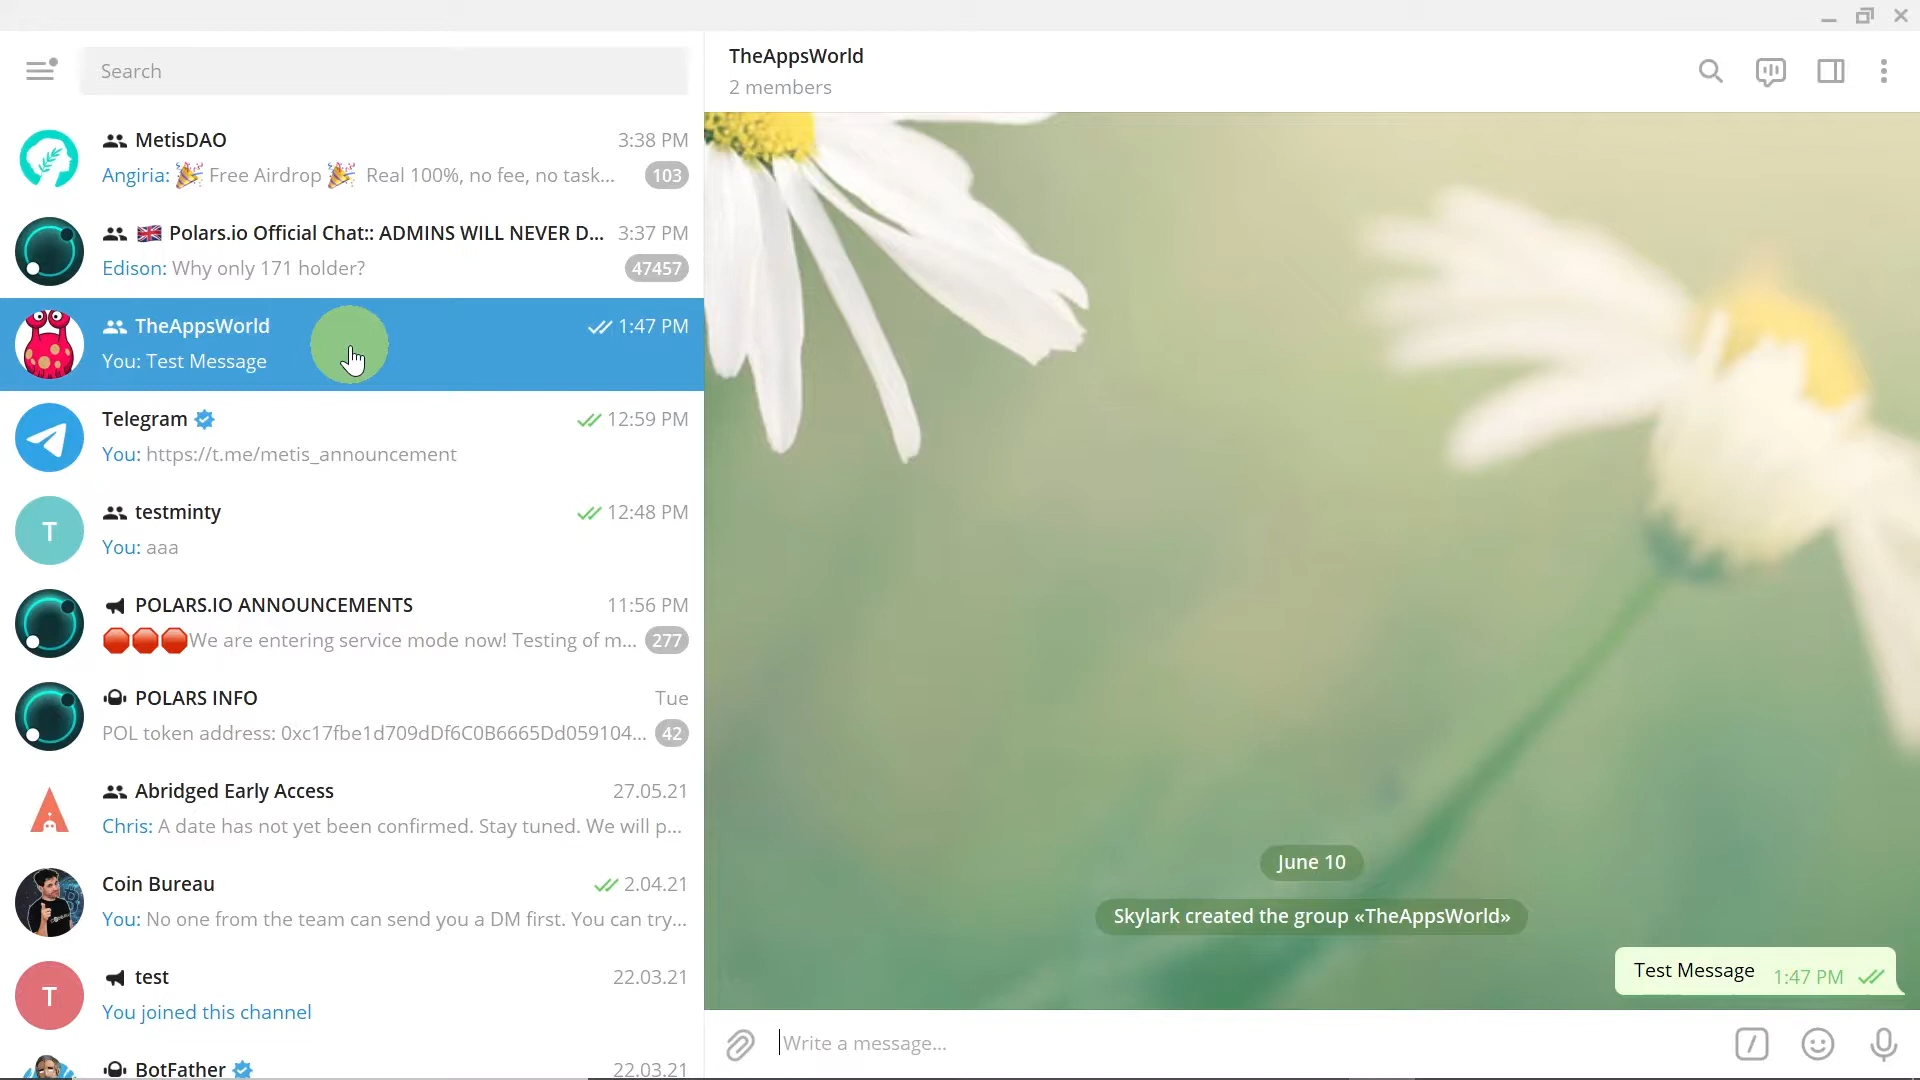 Search
MetisDAO 3:38 PM
Angiria: 🎉 Free Airdrop 🎉 Real 100%, no fee, no task... 103
🇬🇧 Polars.io Official Chat:: ADMINS WILL NEVER D... 3:37 PM
Edison: Why only 171 holder? 47457
TheAppsWorld 1:47 PM
You: Test Message
Telegram 12:59 PM
You: https://t.me/metis_announcement
T
testminty 12:48 PM
You: aaa
POLARS.IO ANNOUNCEMENTS 11:56 PM
🛑🛑🛑We are entering service mode now! Testing of m... 277
POLARS INFO Tue
POL token address: 0xc17fbe1d709dDf6C0B6665Dd059104... 42
Abridged Early Access 27.05.21
Chris: A date has not yet been confirmed. Stay tuned. We will p...
Coin Bureau 2.04.21
You: No one from the team can send you a DM first. You can try...
T
test 22.03.21
You joined this channel
BotFather 22.03.21
TheAppsWorld
2 members
June 10
Skylark created the group «TheAppsWorld»
Test Message 1:47 PM
Write a message...